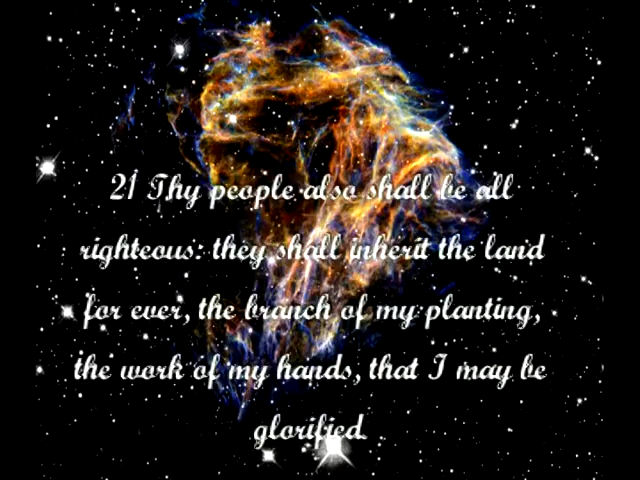 21 Thy people also shall be all
righteous: they shall inherit the land
for ever, the branch of my planting,
the work of my hands, that I may be
glorified.